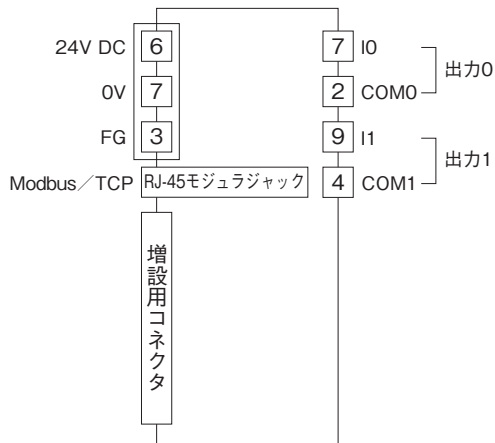 24V DC 6
0V 7
FG 3
Modbus／TCP RJ-45モジュラジャック
増設用コネクタ
7 I0
2 COM0
出力0
9 I1
4 COM1
出力1